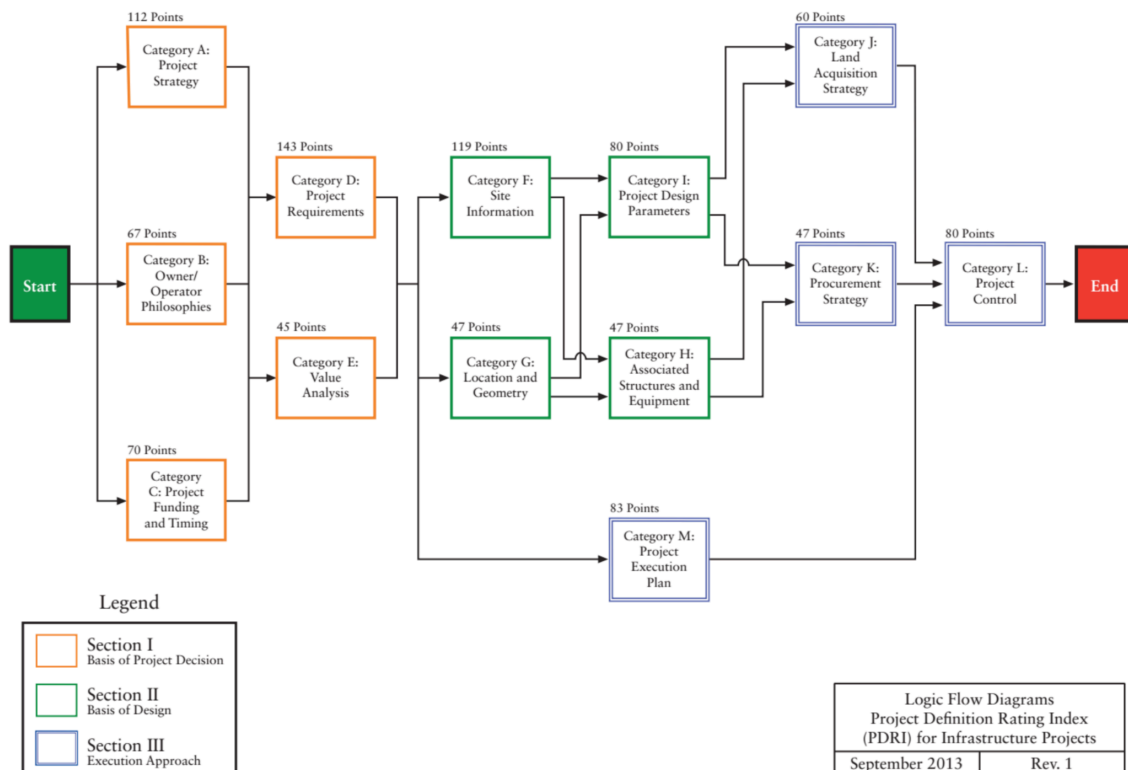 112 Points
Category A:
Project
Strategy
60 Points
Category J:
Land
Acquisition
Strategy
143 Points
Category D:
Project
Requirements
119 Points
Category F:
Site
Information
80 Points
Category I:
Project Design
Parameters
Start
67 Points
Category B:
Owner/
Operator
Philosophies
47 Points
Category K:
Procurement
Strategy
80 Points
Category L:
Project
Control
End
45 Points
Category E:
Value
Analysis
47 Points
Category G:
Location and
Geometry
47 Points
Category H:
Associated
Structures and
Equipment
70 Points
Category
C: Project
Funding
and Timing
83 Points
Category M:
Project
Execution
Plan
Legend
Section I
Basis of Project Decision
Section II
Basis of Design
Section III
Execution Approach
Logic Flow Diagrams
Project Definition Rating Index
(PDRI) for Infrastructure Projects
September 2013
Rev. 1